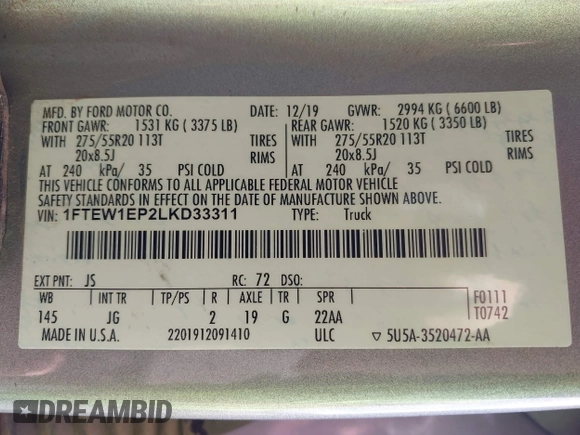 MFD. BY FORD MOTOR CO. DATE: 12/19 GVWR: 2994 KG ( 6600 LB)
FRONT GAWR: 1531 KG ( 3375 LB) REAR GAWR: 1520 KG ( 3350 LB)
WITH 275/55R20 113T TIRES WITH 275/55R20 113T TIRES
20x8.5J RIMS 20x8.5J RIMS
AT 240 kPa/ 35 PSI COLD AT 240 kPa/ 35 PSI COLD
THIS VEHICLE CONFORMS TO ALL APPLICABLE FEDERAL MOTOR VEHICLE
SAFETY STANDARDS IN EFFECT ON THE DATE OF MANUFACTURE SHOWN ABOVE.
VIN: 1FTEW1EP2LKD33311 TYPE: Truck
EXT PNT: JS RC: 72 DSO:
WB INT TR TP/PS R AXLE TR SPR F0111
145 JG 2 19 G 22AA T0742
MADE IN U.S.A. 2201912091410 ULC ▽ 5U5A-3520472-AA
DREAMBID